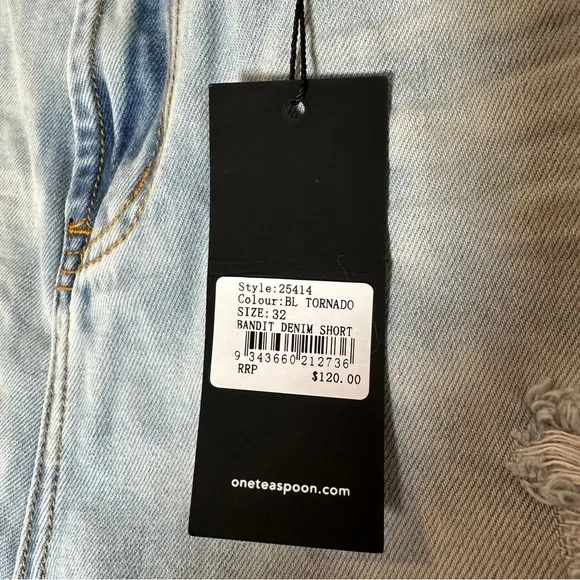 Style:25414
Colour:BL TORNADO
SIZE:32
BANDIT DENIM SHORT
9 343660 212736
RRP
$120.00
oneteaspoon.com